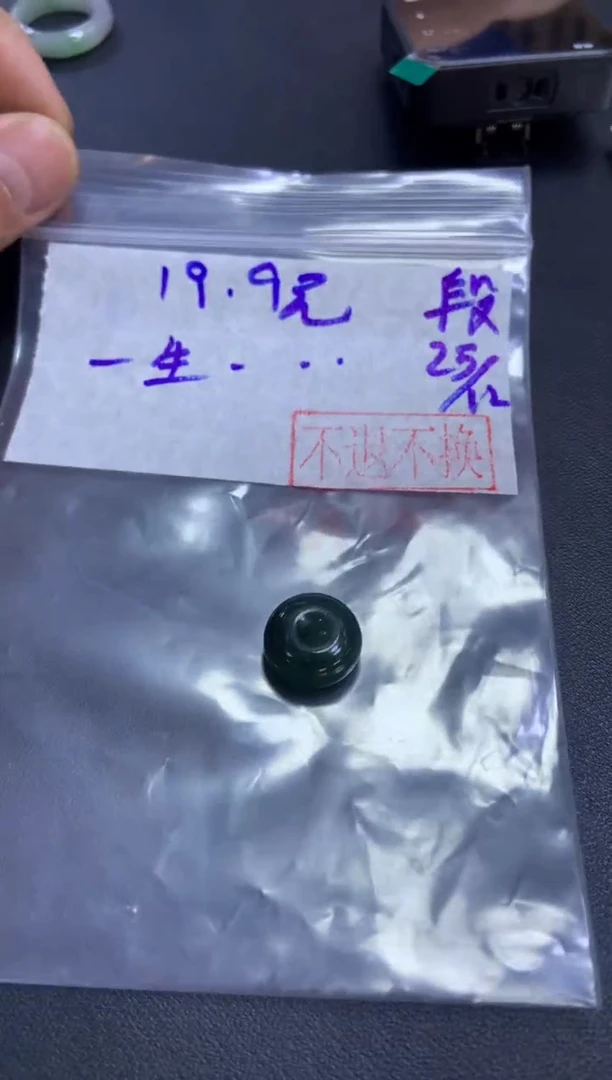 19.9元
段
一生. . . .
25/12
不退不换